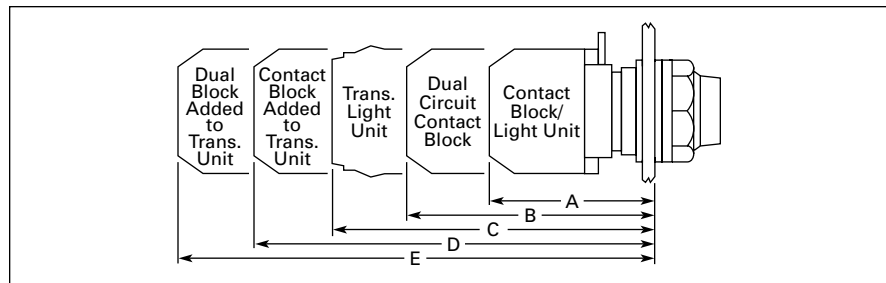 Dual
Block
Added
to
Trans.
Unit
Contact
Block
Added
to Trans.
Unit
Trans.
Light
Unit
Dual
Circuit
Contact
Block
Contact
Block/
Light Unit
A
B
C
D
E